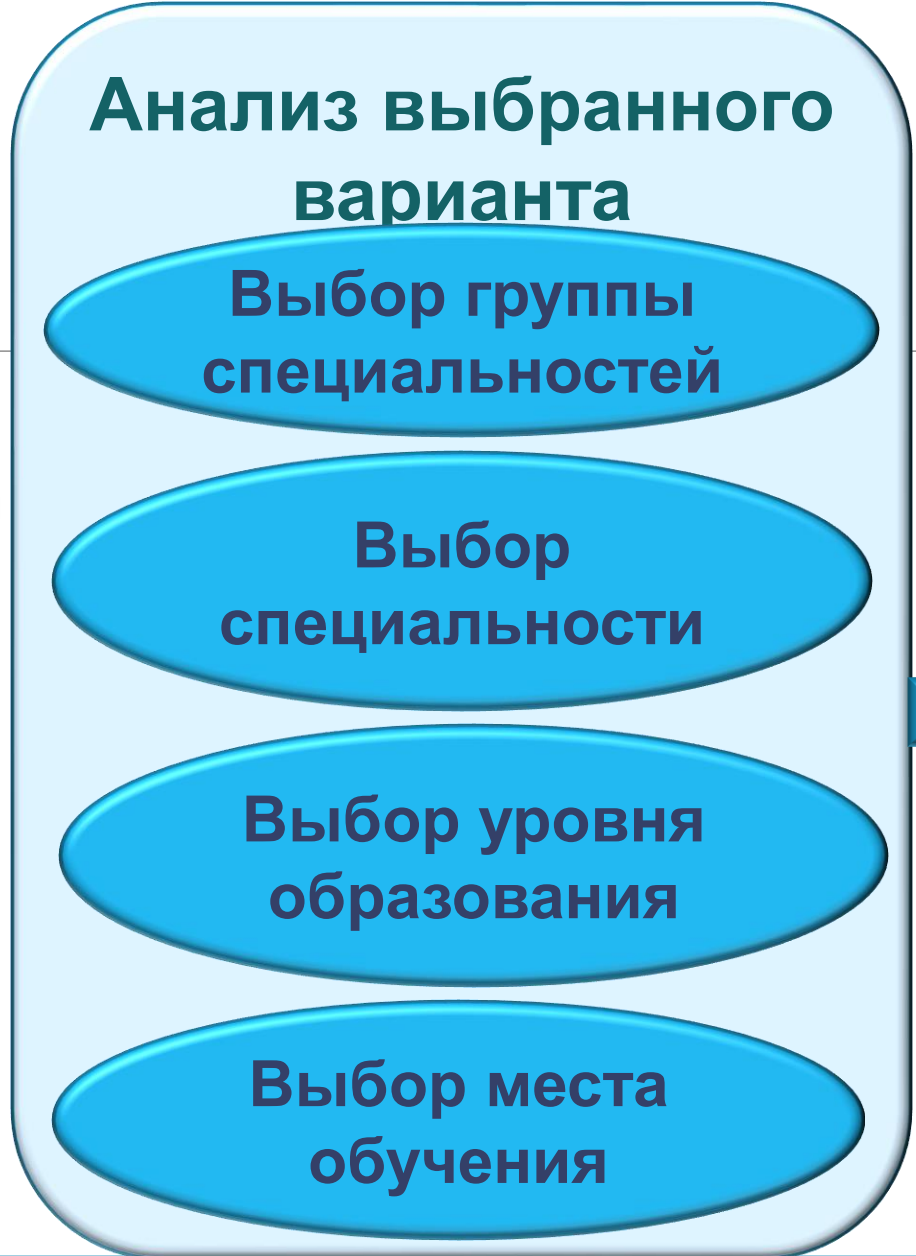 Анализ выбранного
варианта
Выбор группы
специальностей
Выбор
специальности
Выбор уровня
образования
Выбор места
обучения